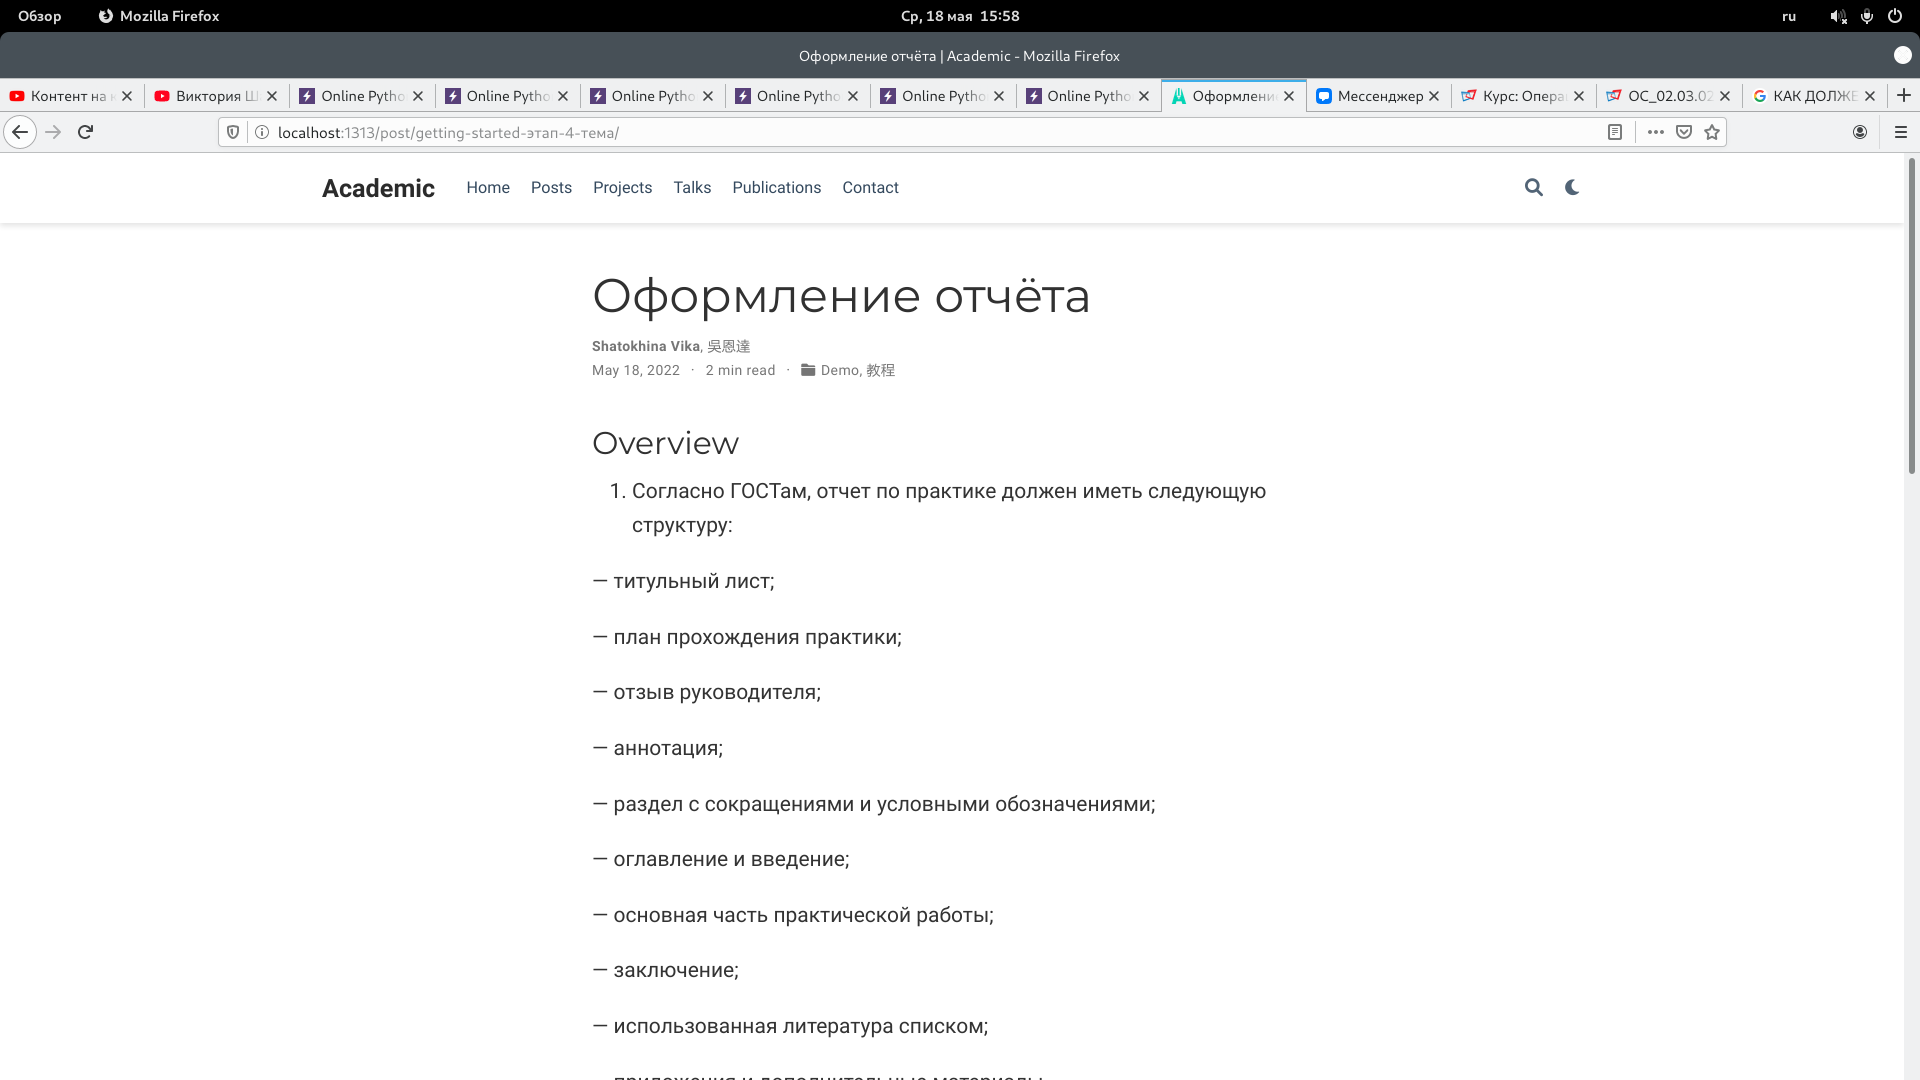 Обзор Mozilla Firefox Ср, 18 мая 15:58 ru
Оформление отчёта | Academic - Mozilla Firefox
Контент на Виктория Ш Online Pytho Online Pytho Online Pytho Online Pytho Online Pytho Online Pytho Оформлени Мессенджер Курс: Опера ОС_02.03.02 КАК ДОЛЖЕ
localhost:1313/post/getting-started-этап-4-тема/
Academic Home Posts Projects Talks Publications Contact
Оформление отчёта
Shatokhina Vika, 吳恩達
May 18, 2022 · 2 min read · Demo, 教程
Overview
1. Согласно ГОСТам, отчет по практике должен иметь следующую
структуру:
— титульный лист;
— план прохождения практики;
— отзыв руководителя;
— аннотация;
— раздел с сокращениями и условными обозначениями;
— оглавление и введение;
— основная часть практической работы;
— заключение;
— использованная литература списком;
— приложения и дополнительные материалы